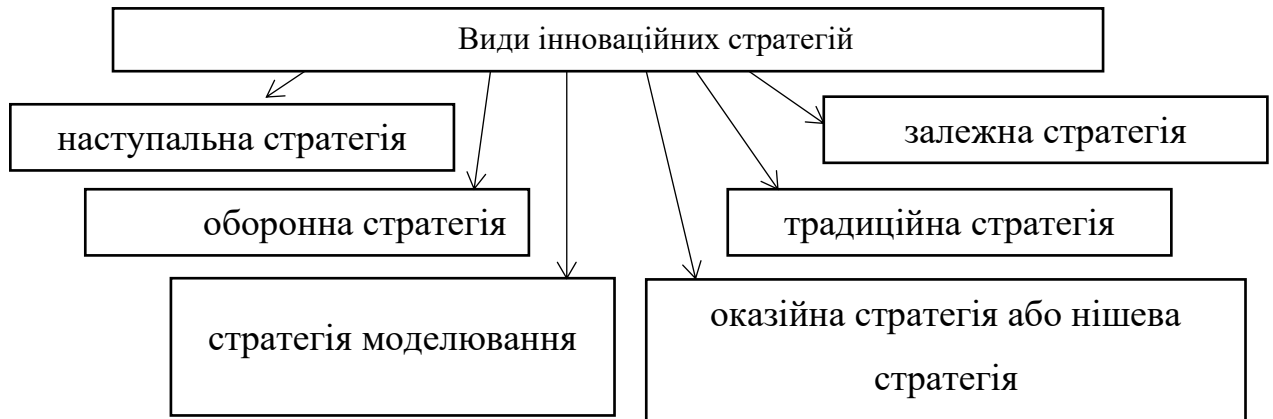 Види інноваційних стратегій
наступальна стратегія
залежна стратегія
оборонна стратегія
традиційна стратегія
стратегія моделювання
оказійна стратегія або нішева
стратегія